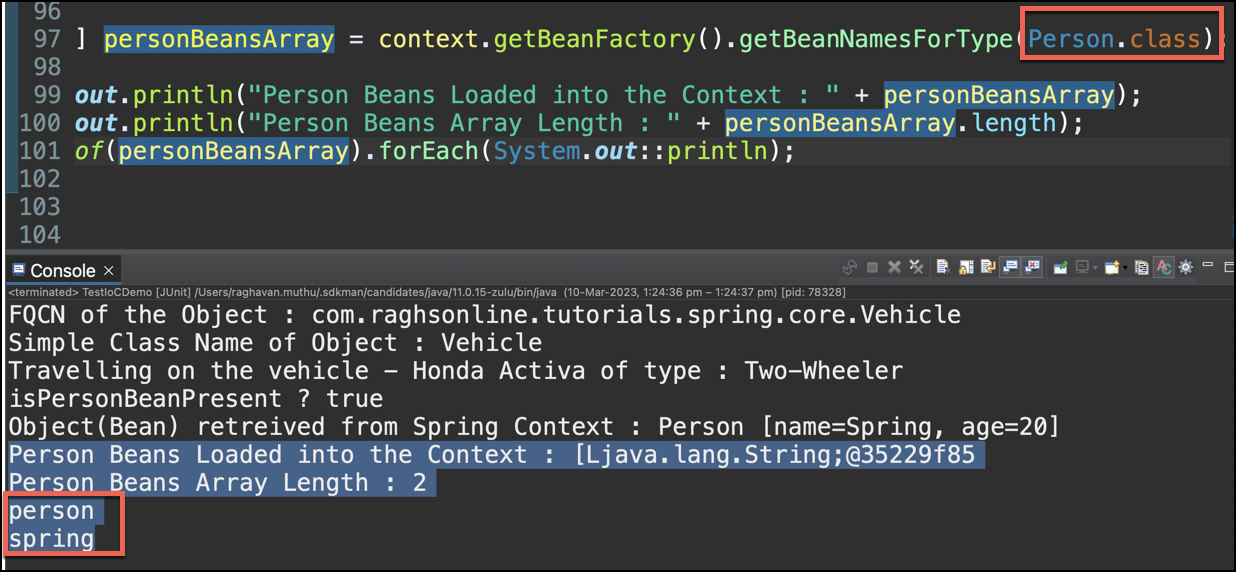 96
97 ] personBeansArray = context.getBeanFactory().getBeanNamesForType(Person.class);
98
99 out.println("Person Beans Loaded into the Context : " + personBeansArray);
100 out.println("Person Beans Array Length : " + personBeansArray.length);
101 of(personBeansArray).forEach(System.out::println);
102
103
104
Console ×
<terminated> TestIoCDemo [JUnit] /Users/raghavan.muthu/.sdkman/candidates/java/11.0.15-zulu/bin/java (10-Mar-2023, 1:24:36 pm – 1:24:37 pm) [pid: 78328]
FQCN of the Object : com.raghsonline.tutorials.spring.core.Vehicle
Simple Class Name of Object : Vehicle
Travelling on the vehicle – Honda Activa of type : Two-Wheeler
isPersonBeanPresent ? true
Object(Bean) retreived from Spring Context : Person [name=Spring, age=20]
Person Beans Loaded into the Context : [Ljava.lang.String;@35229f85
Person Beans Array Length : 2
person
spring